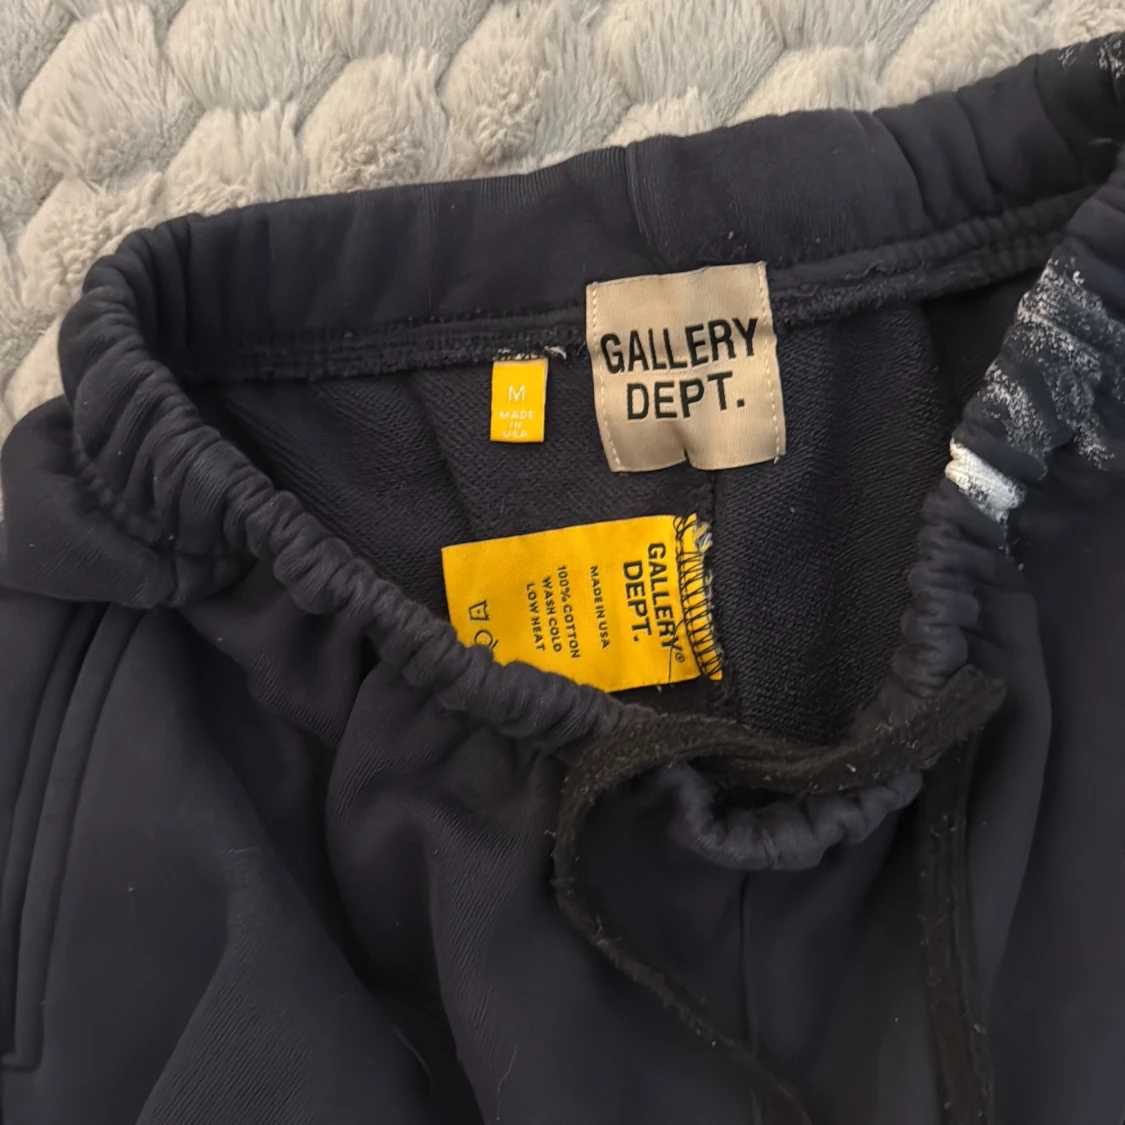 GALLERY
DEPT.
M
MADE
IN
USA
GALLERY®
DEPT.
MADE IN USA
100% COTTON
WASH COLD
LOW HEAT